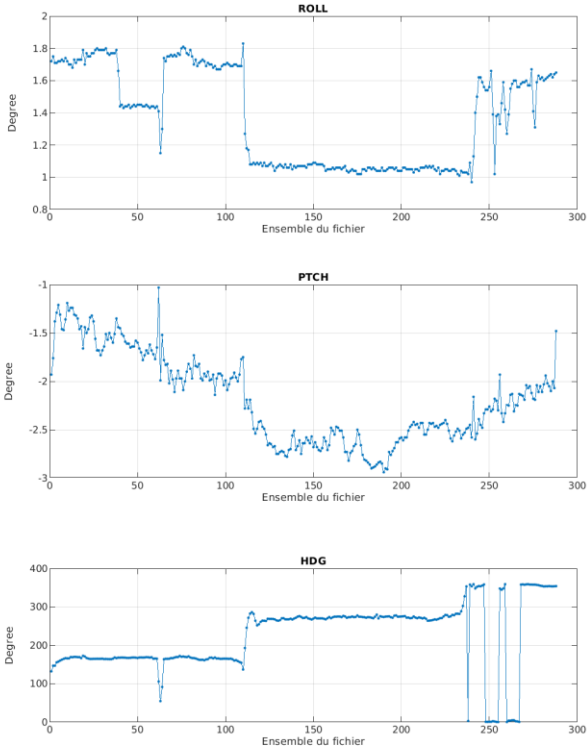 ROLL
2
1.8
1.6
1.4
1.2
1
0.8
Degree
0 50 100 150 200 250 300
Ensemble du fichier
PTCH
-1
-1.5
-2
-2.5
-3
Degree
0 50 100 150 200 250 300
Ensemble du fichier
HDG
400
300
200
100
0
Degree
0 50 100 150 200 250 300
Ensemble du fichier